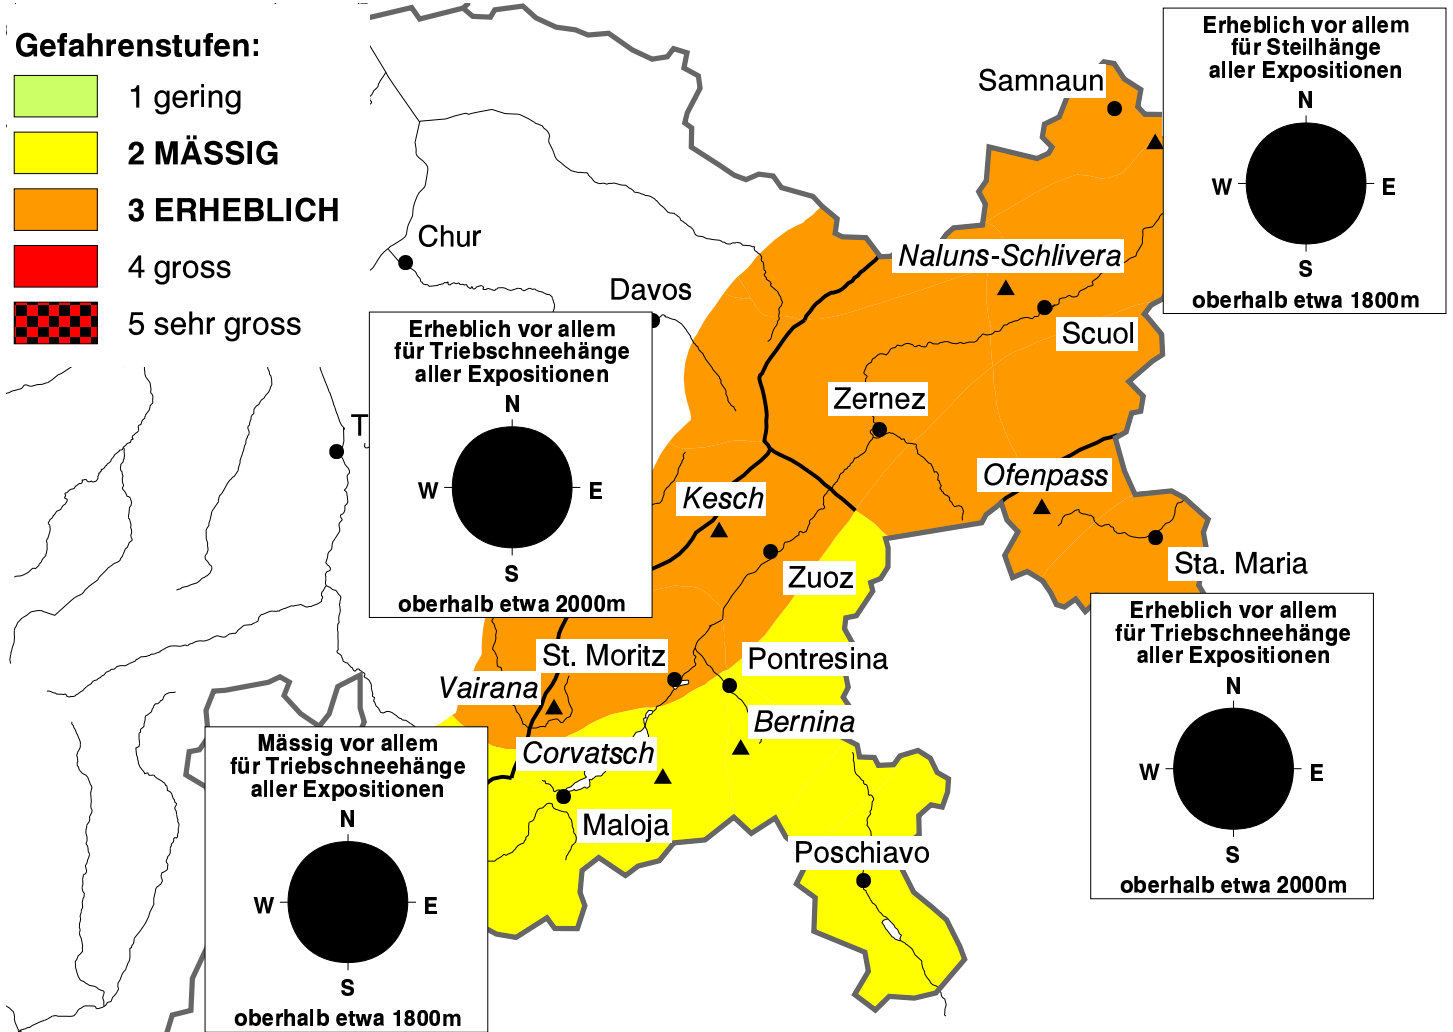 Gefahrenstufen:
1 gering
2 MÄSSIG
3 ERHEBLICH
4 gross
5 sehr gross
Erheblich vor allem
für Steilhänge
aller Expositionen
N
W
E
S
oberhalb etwa 1800m
Samnaun
Chur
Naluns-Schlivera
Davos
Scuol
Erheblich vor allem
für Triebschneehänge
aller Expositionen
N
W
E
S
oberhalb etwa 2000m
Zernez
T
Ofenpass
Kesch
Zuoz
Sta. Maria
Erheblich vor allem
für Triebschneehänge
aller Expositionen
N
W
E
S
oberhalb etwa 2000m
St. Moritz
Pontresina
Vairana
Bernina
Corvatsch
Mässig vor allem
für Triebschneehänge
aller Expositionen
N
W
E
S
oberhalb etwa 1800m
Maloja
Poschiavo